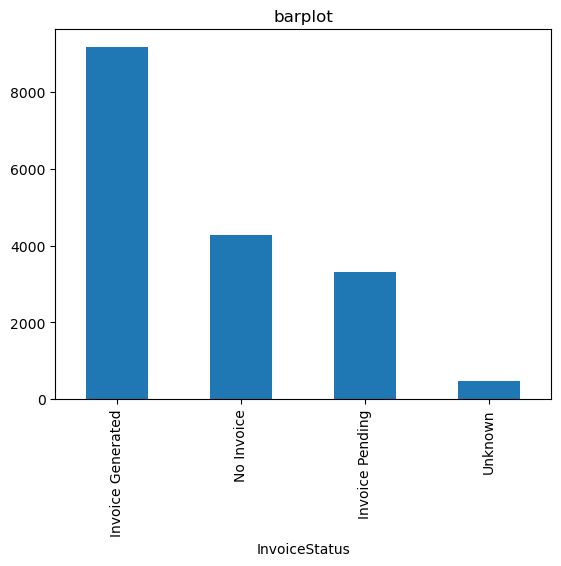 barplot
8000
6000
4000
2000
0
Invoice Generated
No Invoice
Invoice Pending
Unknown
InvoiceStatus